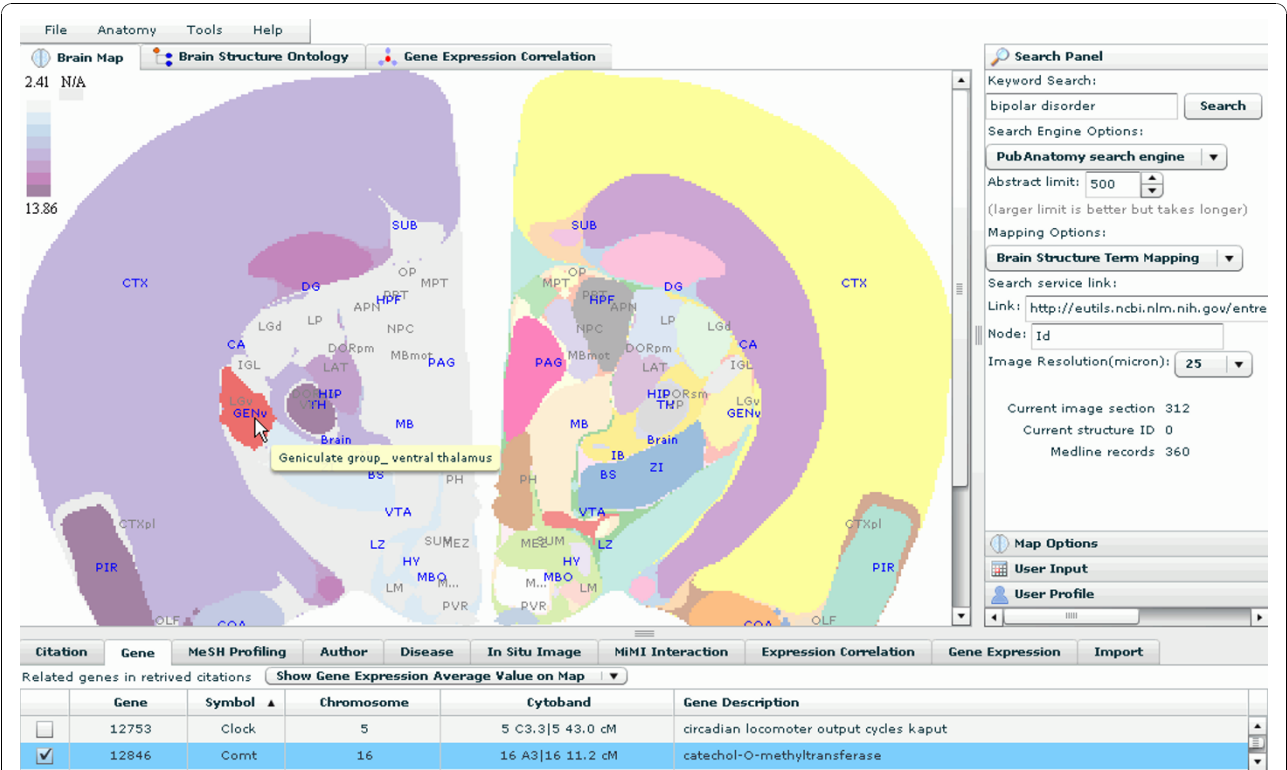 File Anatomy Tools Help
Brain Map Brain Structure Ontology Gene Expression Correlation
2.41 N/A
13.86
SUB SUB
OP OP
CTX DG MPT MPT DG CTX
PRT HPF APN HPF APN
LGd LP NPC NPC LP LGd
CA DORpm MBmot PAG PAG MBmot DORpm CA
IGL LAT LAT IGL
LGv HIP HIP DORsm LGv
GENv TH TH GENv
MB MB
Brain Brain
Geniculate group_ ventral thalamus
IB
BS PH PH BS ZI
VTA VTA
CTXpl CTXpl
LZ SUM MEZ MEZ SUM LZ
PIR HY HY PIR
MBO M... M... MBO
LM LM
PVR PVR
OLF COA COA OLF
Search Panel
Keyword Search:
bipolar disorder Search
Search Engine Options:
PubAnatomy search engine
Abstract limit: 500
(larger limit is better but takes longer)
Mapping Options:
Brain Structure Term Mapping
Search service link:
Link: http://eutils.ncbi.nlm.nih.gov/entre
Node: Id
Image Resolution(micron): 25
Current image section 312
Current structure ID 0
Medline records 360
Map Options
User Input
User Profile
Citation Gene MeSH Profiling Author Disease In Situ Image MiMI Interaction Expression Correlation Gene Expression Import
Related genes in retrived citations Show Gene Expression Average Value on Map
Gene Symbol Chromosome Cytoband Gene Description
12753 Clock 5 5 C3.3|5 43.0 cM circadian locomoter output cycles kaput
12846 Comt 16 16 A3|16 11.2 cM catechol-O-methyltransferase